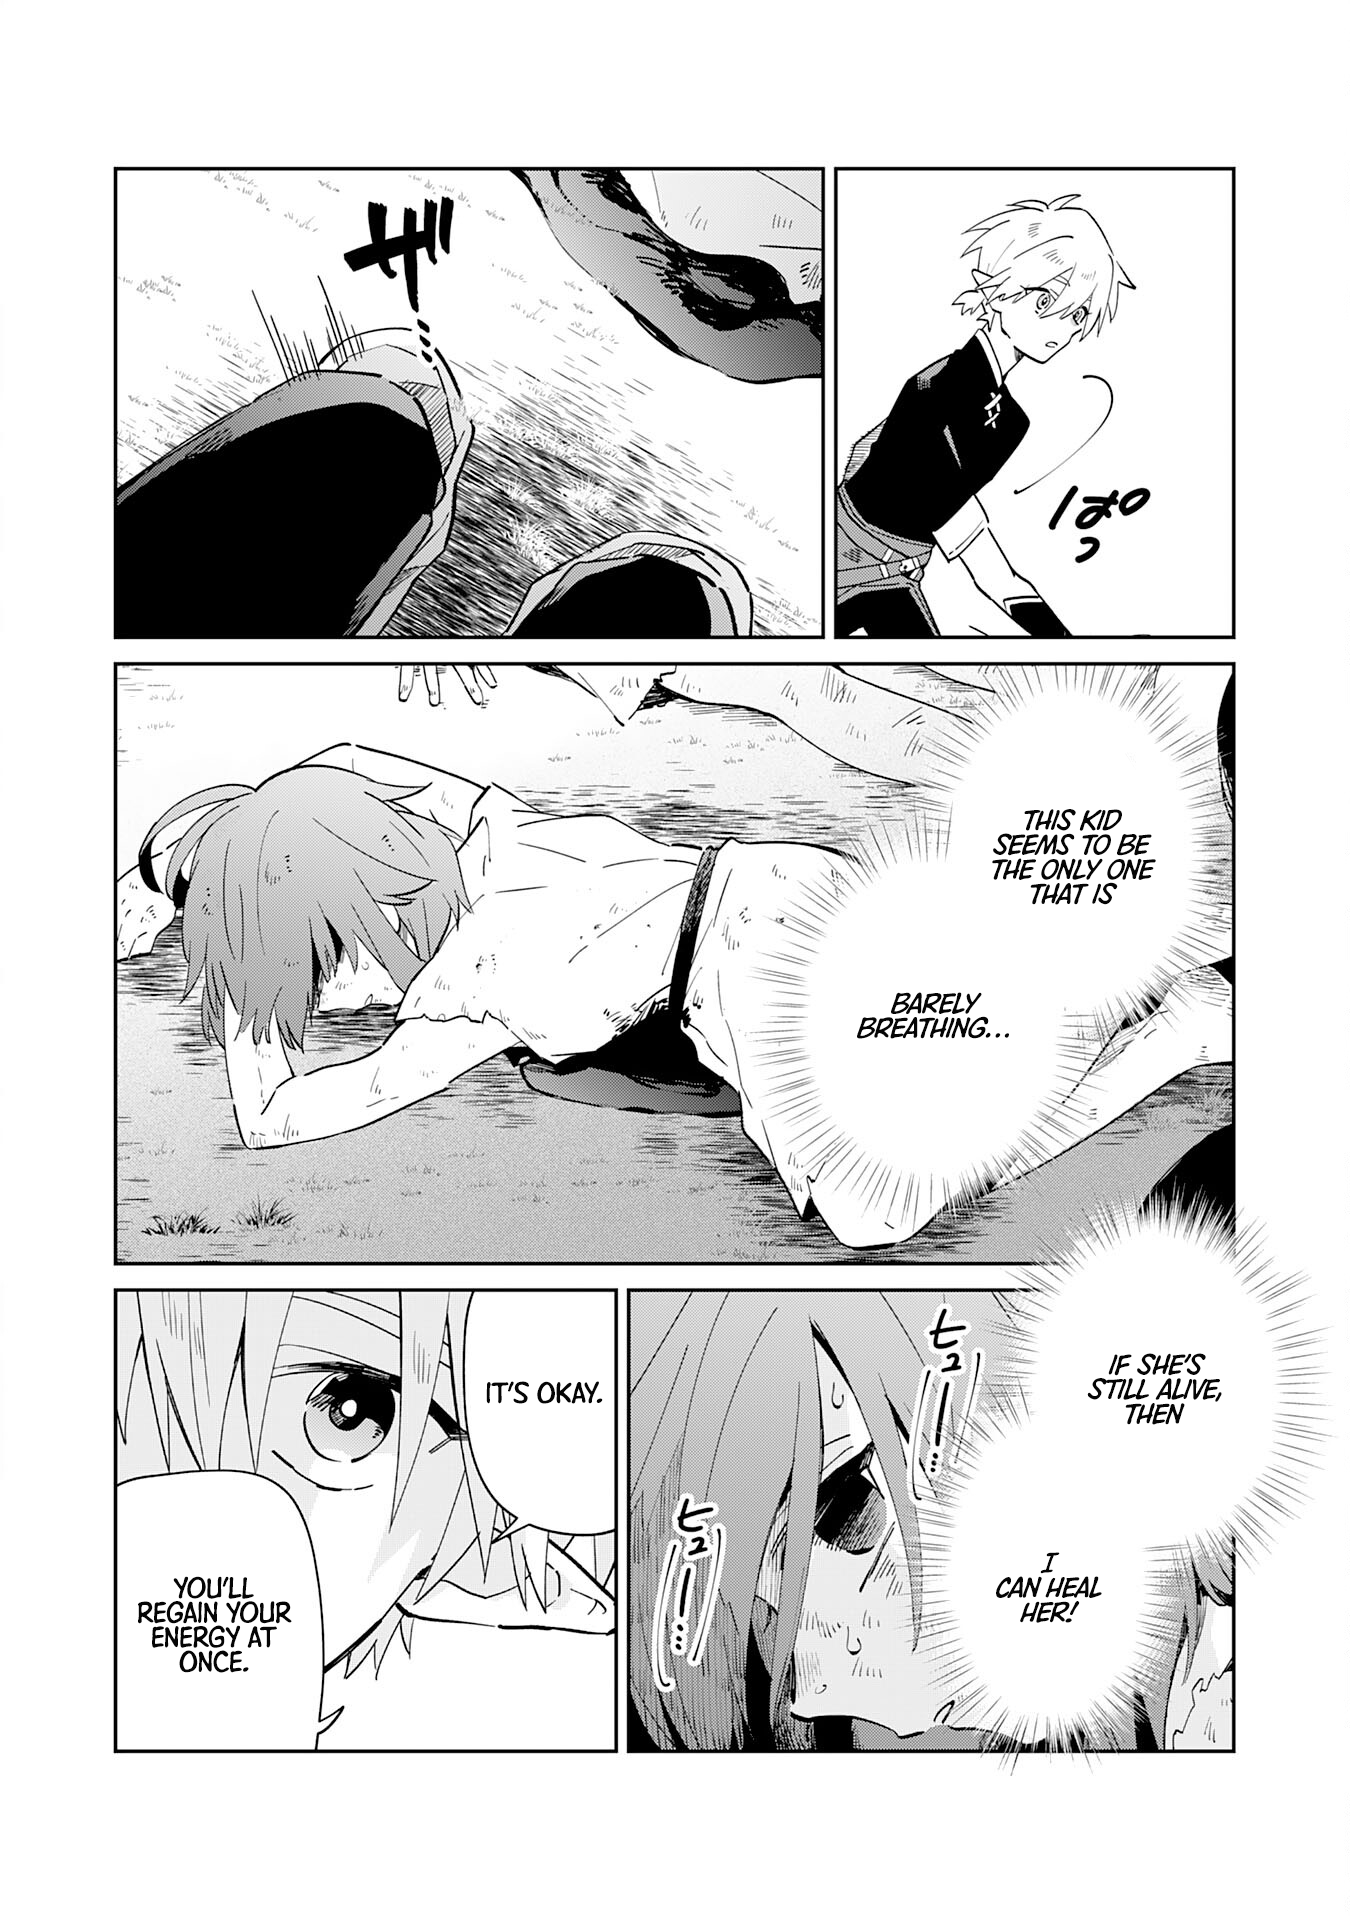 ぱっ
ザ…
THIS KID
SEEMS TO BE
THE ONLY ONE
THAT IS
BARELY
BREATHING...
IF SHE'S
STILL ALIVE,
THEN
I
CAN HEAL
HER!
ヒュー…
ヒュー…
IT'S OKAY.
YOU'LL
REGAIN YOUR
ENERGY AT
ONCE.